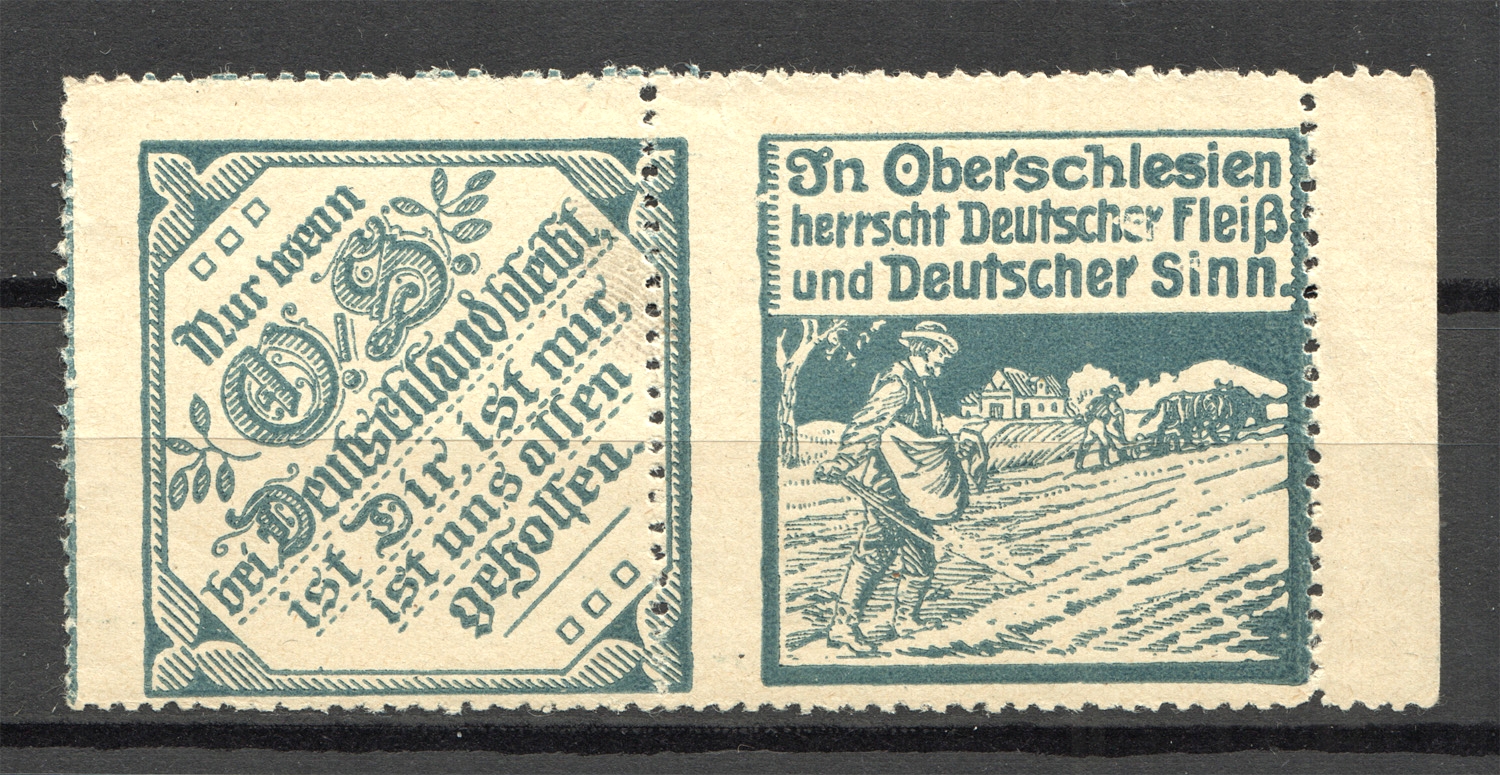 Nur wenn
O.S.
bei Deutschland bleibt,
ist Dir, ist mir,
ist uns allen
geholfen.
In Oberschlesien
herrscht Deutscher Fleiß
und Deutscher Sinn.